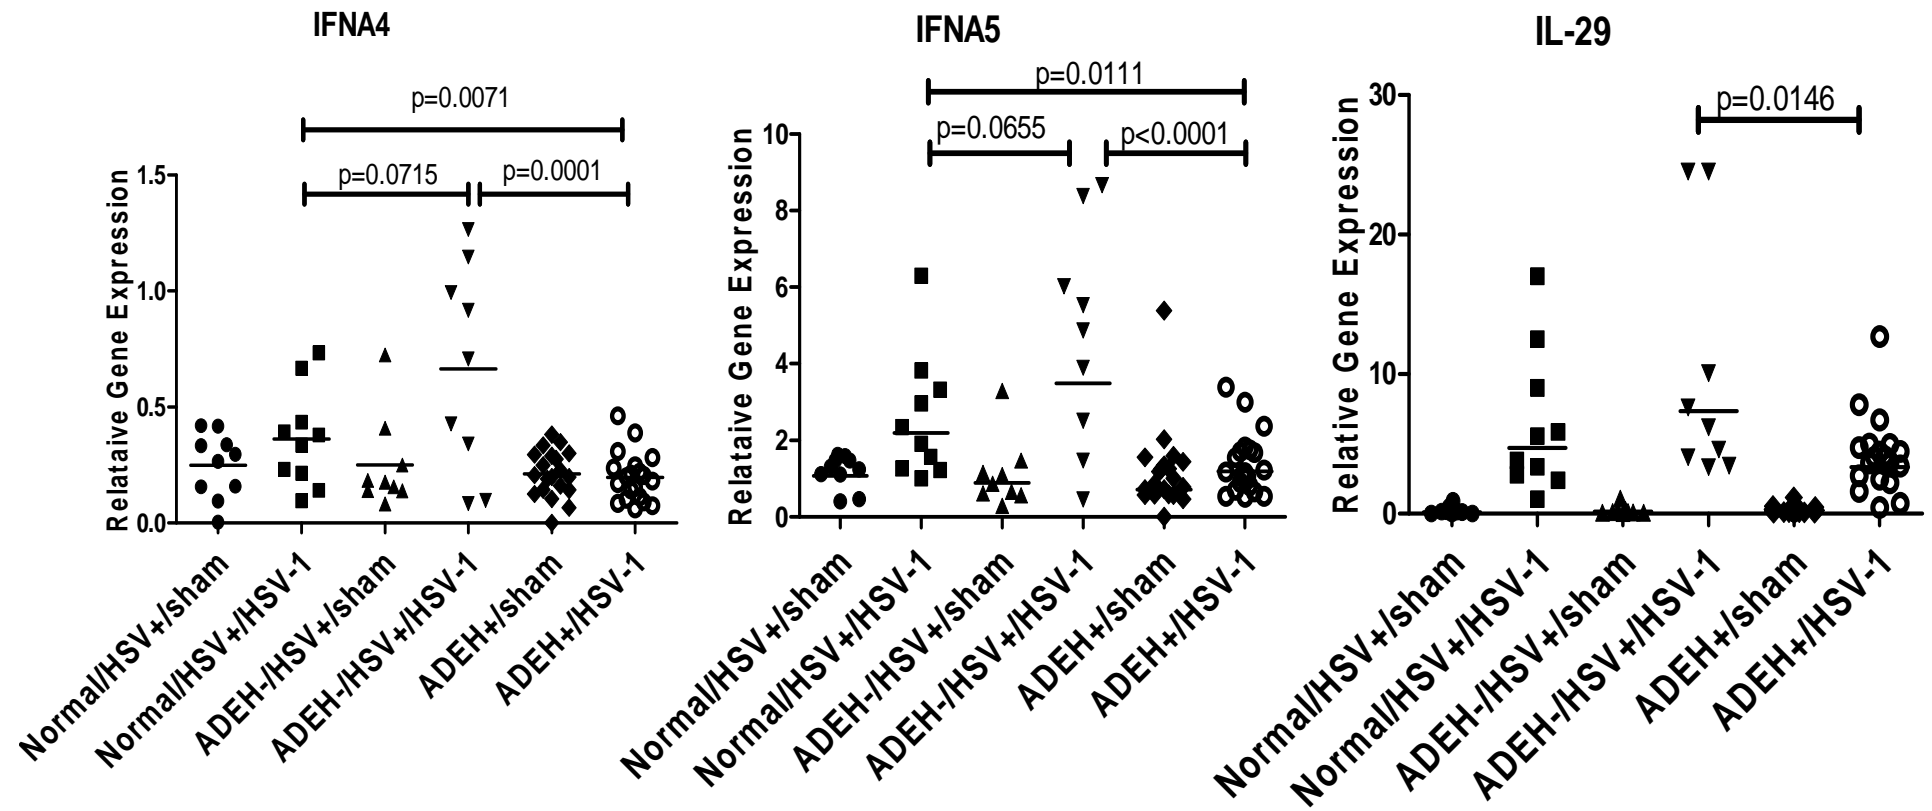 IFNA4
p=0.0071
p=0.0715
p=0.0001
Relatative Gene Expression
1.5
1.0
0.5
0.0
Normal/HSV+/sham
Normal/HSV+/HSV-1
ADEH-/HSV+/sham
ADEH-/HSV+/HSV-1
ADEH+/sham
ADEH+/HSV-1
IFNA5
p=0.0111
p=0.0655
p<0.0001
Relataive Gene Expression
10
8
6
4
2
0
Normal/HSV+/sham
Normal/HSV+/HSV-1
ADEH-/HSV+/sham
ADEH-/HSV+/HSV-1
ADEH+/sham
ADEH+/HSV-1
IL-29
p=0.0146
Relative Gene Expression
30
20
10
0
Normal/HSV+/sham
Normal/HSV+/HSV-1
ADEH-/HSV+/sham
ADEH-/HSV+/HSV-1
ADEH+/sham
ADEH+/HSV-1